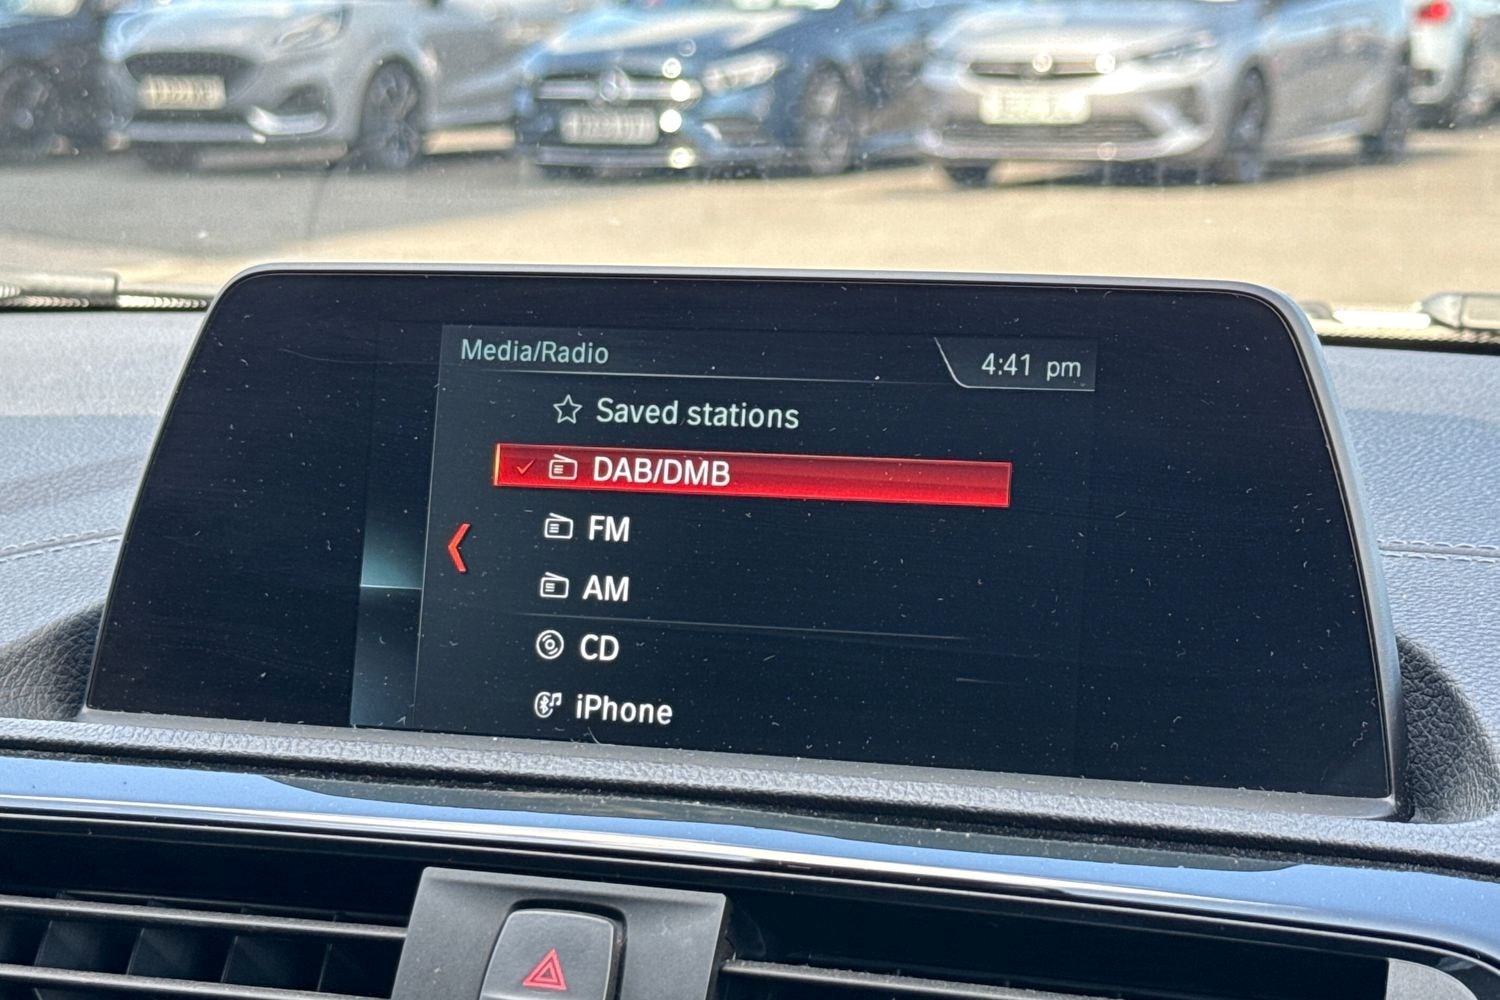 Media/Radio
4:41 pm
Saved stations
DAB/DMB
FM
AM
CD
iPhone